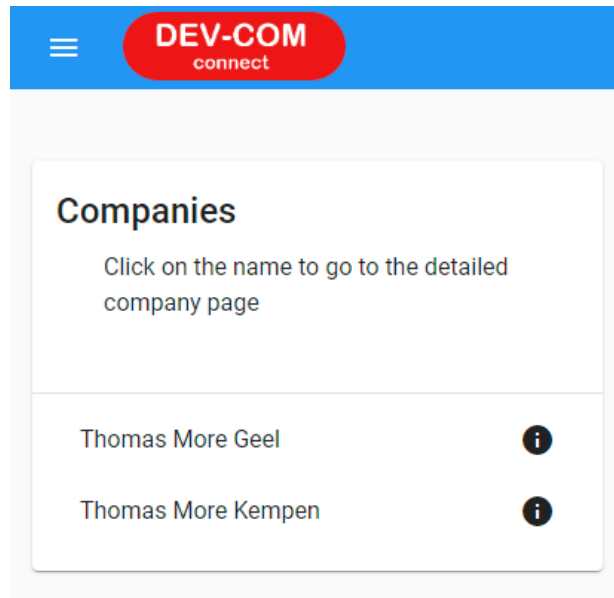 DEV-COM
connect
Companies
Click on the name to go to the detailed
company page
Thomas More Geel
Thomas More Kempen